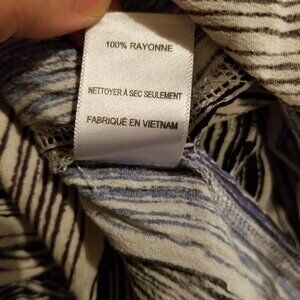 100% RAYONNE
NETTOYER À SEC SEULEMENT
FABRIQUÉ EN VIETNAM